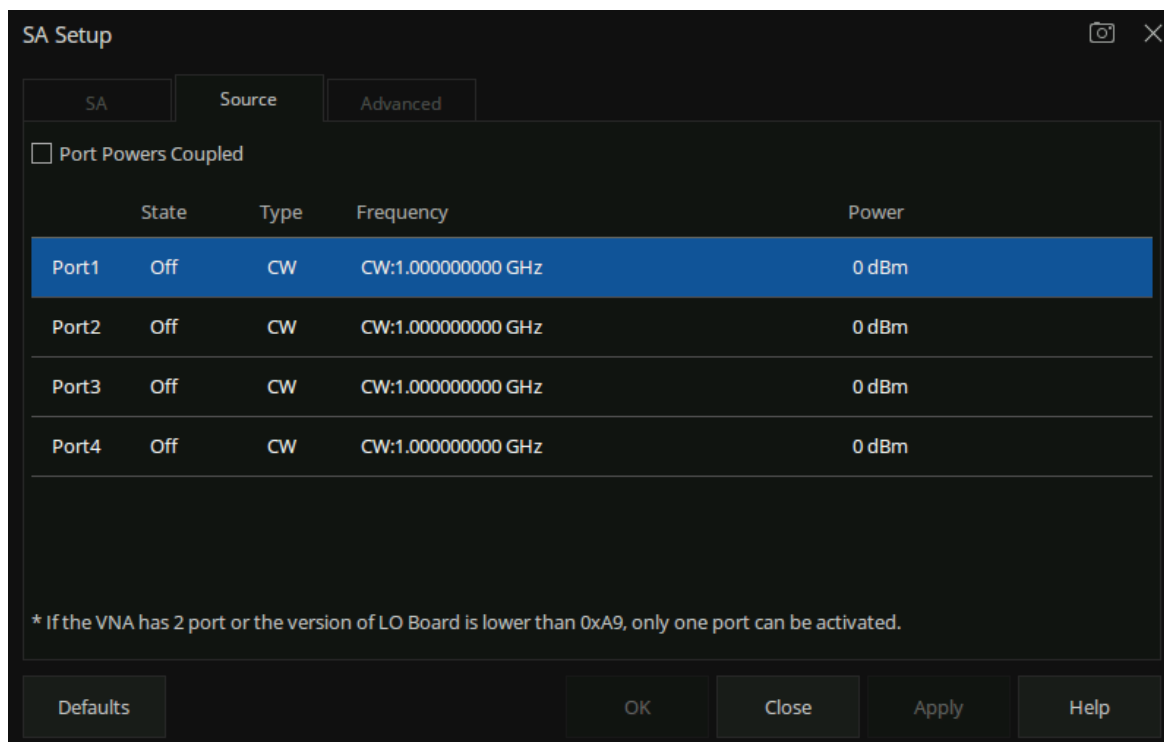 SA Setup
SA Source Advanced
Port Powers Coupled
State Type Frequency Power
Port1 Off CW CW:1.000000000 GHz 0 dBm
Port2 Off CW CW:1.000000000 GHz 0 dBm
Port3 Off CW CW:1.000000000 GHz 0 dBm
Port4 Off CW CW:1.000000000 GHz 0 dBm
* If the VNA has 2 port or the version of LO Board is lower than 0xA9, only one port can be activated.
Defaults OK Close Apply Help